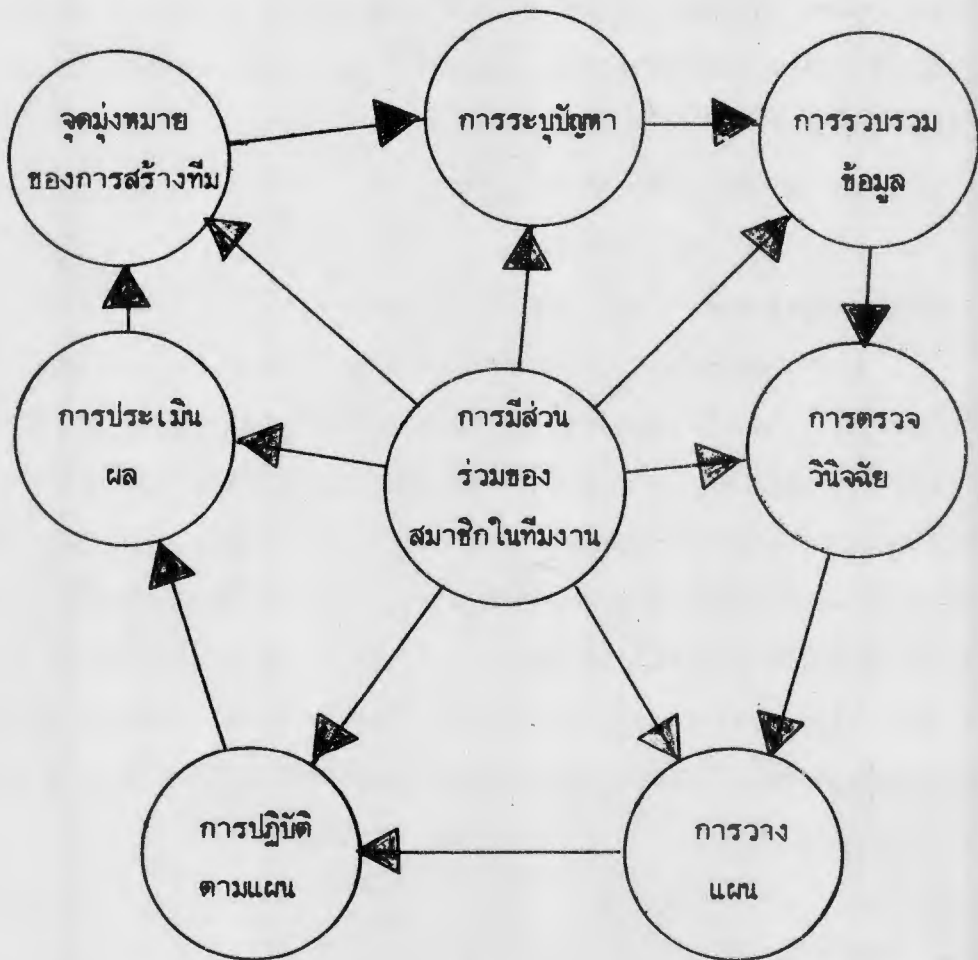 จุดมุ่งหมาย
ของการสร้างทีม
การระบุปัญหา
การรวบรวม
ข้อมูล
การประเมิน
ผล
การมีส่วน
ร่วมของ
สมาชิกในทีมงาน
การตรวจ
วินิจฉัย
การปฏิบัติ
ตามแผน
การวาง
แผน